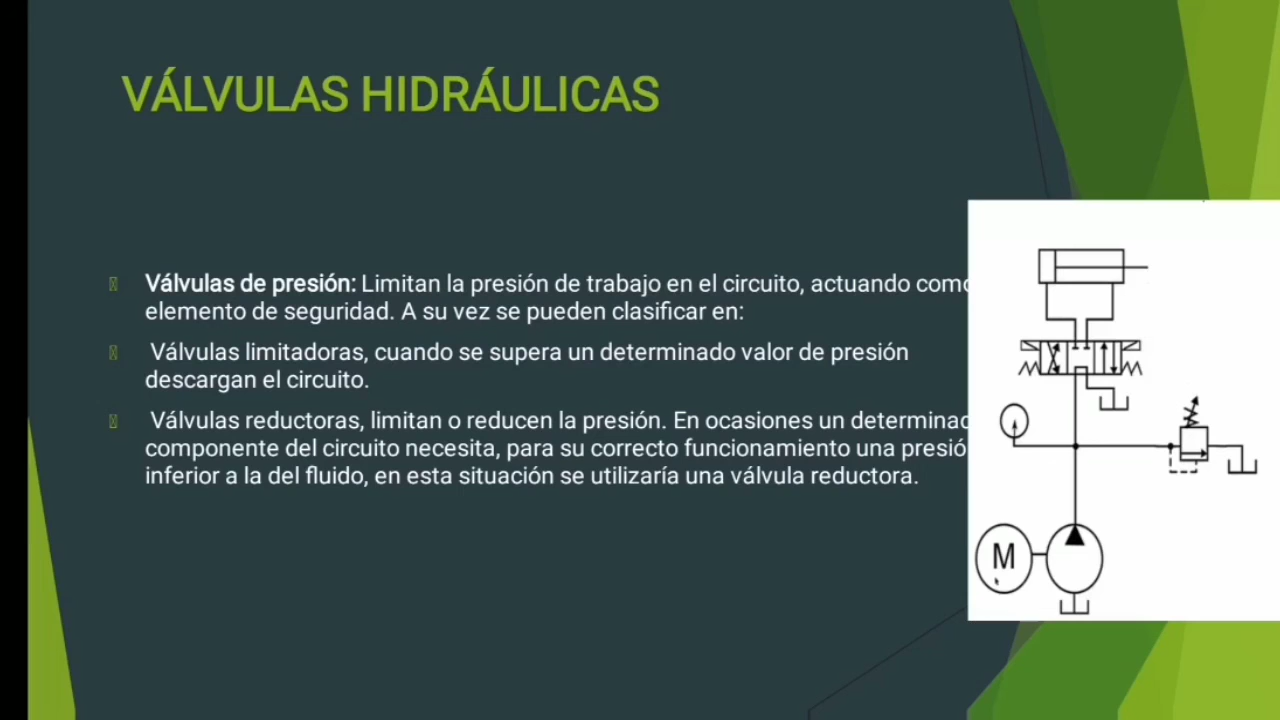 VÁLVULAS HIDRÁULICAS
Válvulas de presión: Limitan la presión de trabajo en el circuito, actuando como
elemento de seguridad. A su vez se pueden clasificar en:
Válvulas limitadoras, cuando se supera un determinado valor de presión
descargan el circuito.
Válvulas reductoras, limitan o reducen la presión. En ocasiones un determinad
componente del circuito necesita, para su correcto funcionamiento una presió
inferior a la del fluido, en esta situación se utilizaría una válvula reductora.
M